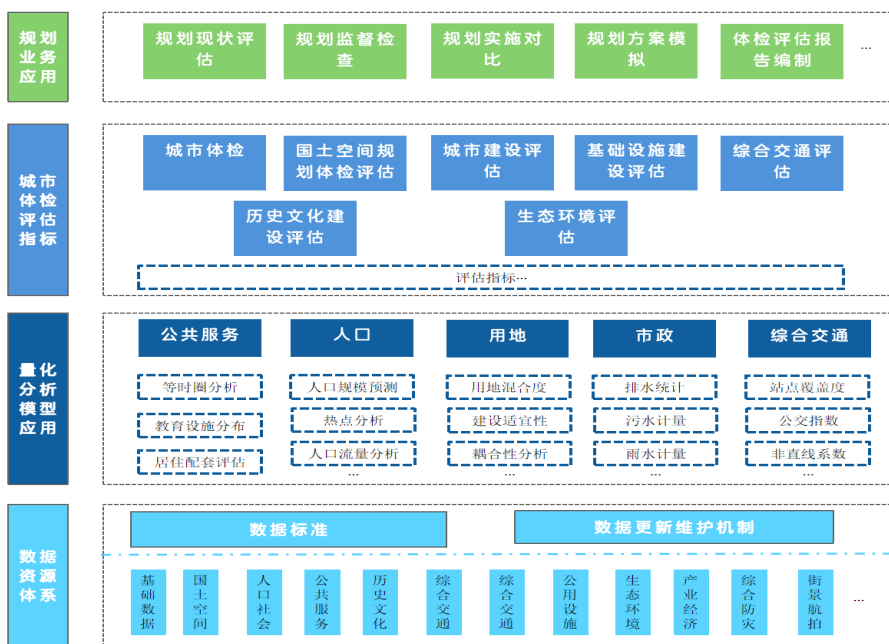 规划
业务
应用
规划现状评
估
规划监督检
查
规划实施对
比
规划方案模
拟
体检评估报
告编制
…
城市
体检
评估
指标
城市体检
国土空间规
划体检评估
城市建设评
估
基础设施建
设评估
综合交通评
估
历史文化建
设评估
生态环境评
估
评估指标…
量化
分析
模型
应用
公共服务
等时圈分析
教育设施分布
居住配套评估
人口
人口规模预测
热点分析
人口流量分析
…
用地
用地混合度
建设适宜性
耦合性分析
…
市政
排水统计
污水计量
雨水计量
…
综合交通
站点覆盖度
公交指数
非直线系数
…
数据
资源
体系
数据标准
数据更新维护机制
基础数据
国土空间
人口社会
公共服务
历史文化
综合交通
综合交通
公用设施
生态环境
产业经济
综合防灾
街景航拍
…